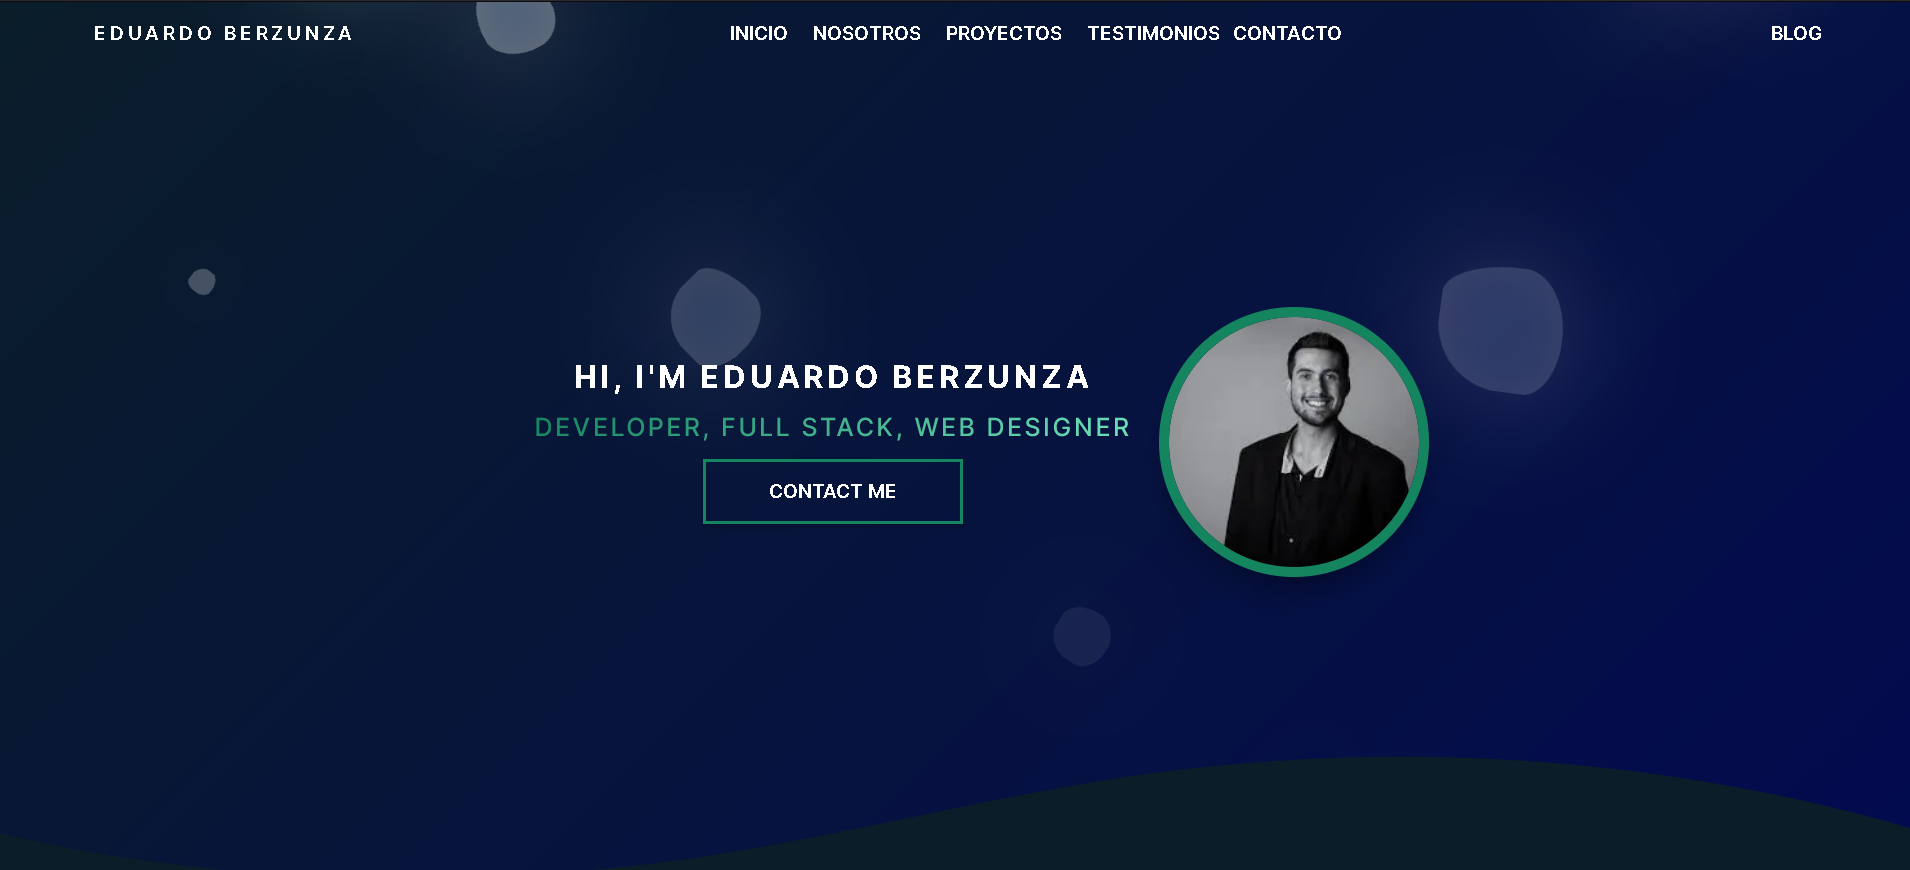 EDUARDO BERZUNZA
INICIO NOSOTROS PROYECTOS TESTIMONIOS CONTACTO
BLOG
HI, I'M EDUARDO BERZUNZA
DEVELOPER, FULL STACK, WEB DESIGNER
CONTACT ME